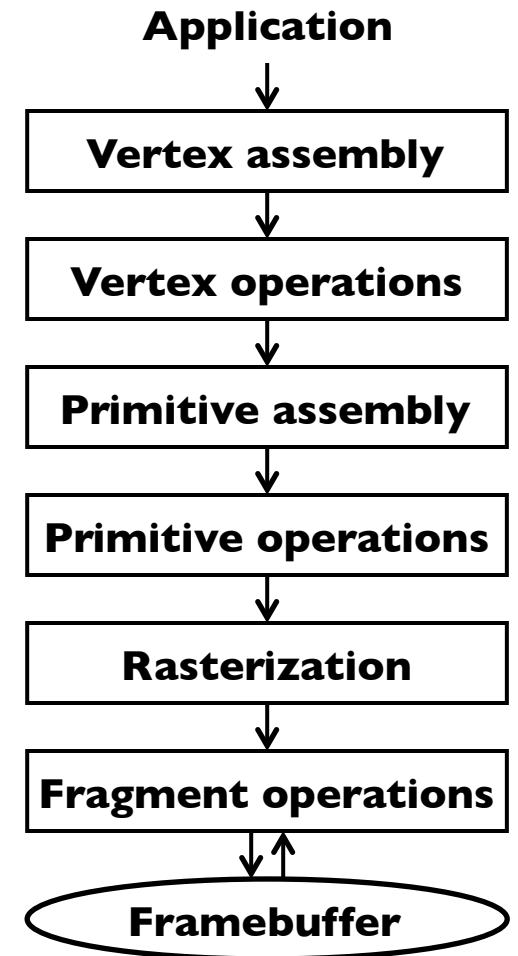 Application
Vertex assembly
Vertex operations
Primitive assembly
Primitive operations
Rasterization
Fragment operations
Framebuffer